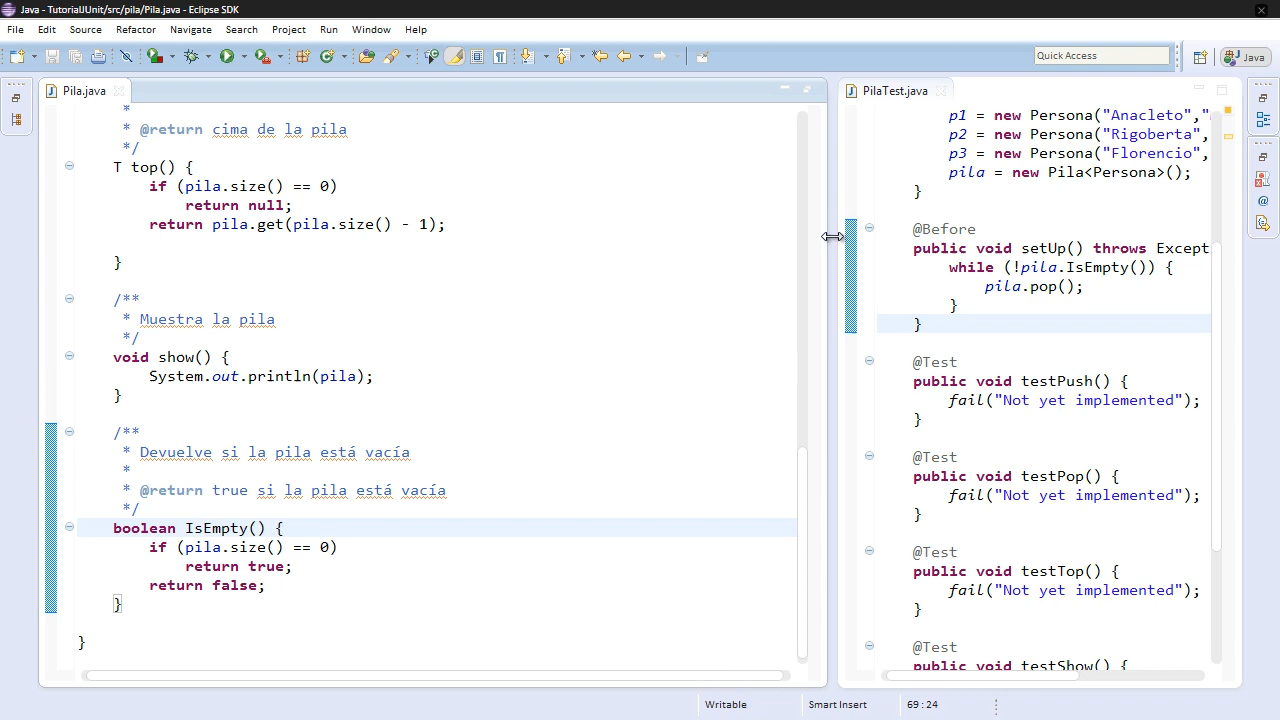 Java - TutorialJUnit/src/pila/Pila.java - Eclipse SDK
File Edit Source Refactor Navigate Search Project Run Window Help
Quick Access
Java
Pila.java
*
* @return cima de la pila
*/
T top() {
if (pila.size() == 0)
return null;
return pila.get(pila.size() - 1);
}
/**
* Muestra la pila
*/
void show() {
System.out.println(pila);
}
/**
* Devuelve si la pila está vacía
*
* @return true si la pila está vacía
*/
boolean IsEmpty() {
if (pila.size() == 0)
return true;
return false;
}
}
PilaTest.java
p1 = new Persona("Anacleto",
p2 = new Persona("Rigoberta",
p3 = new Persona("Florencio",
pila = new Pila<Persona>();
}
@Before
public void setUp() throws Except
while (!pila.IsEmpty()) {
pila.pop();
}
}
@Test
public void testPush() {
fail("Not yet implemented");
}
@Test
public void testPop() {
fail("Not yet implemented");
}
@Test
public void testTop() {
fail("Not yet implemented");
}
@Test
public void testShow() {
Writable Smart Insert 69 : 24